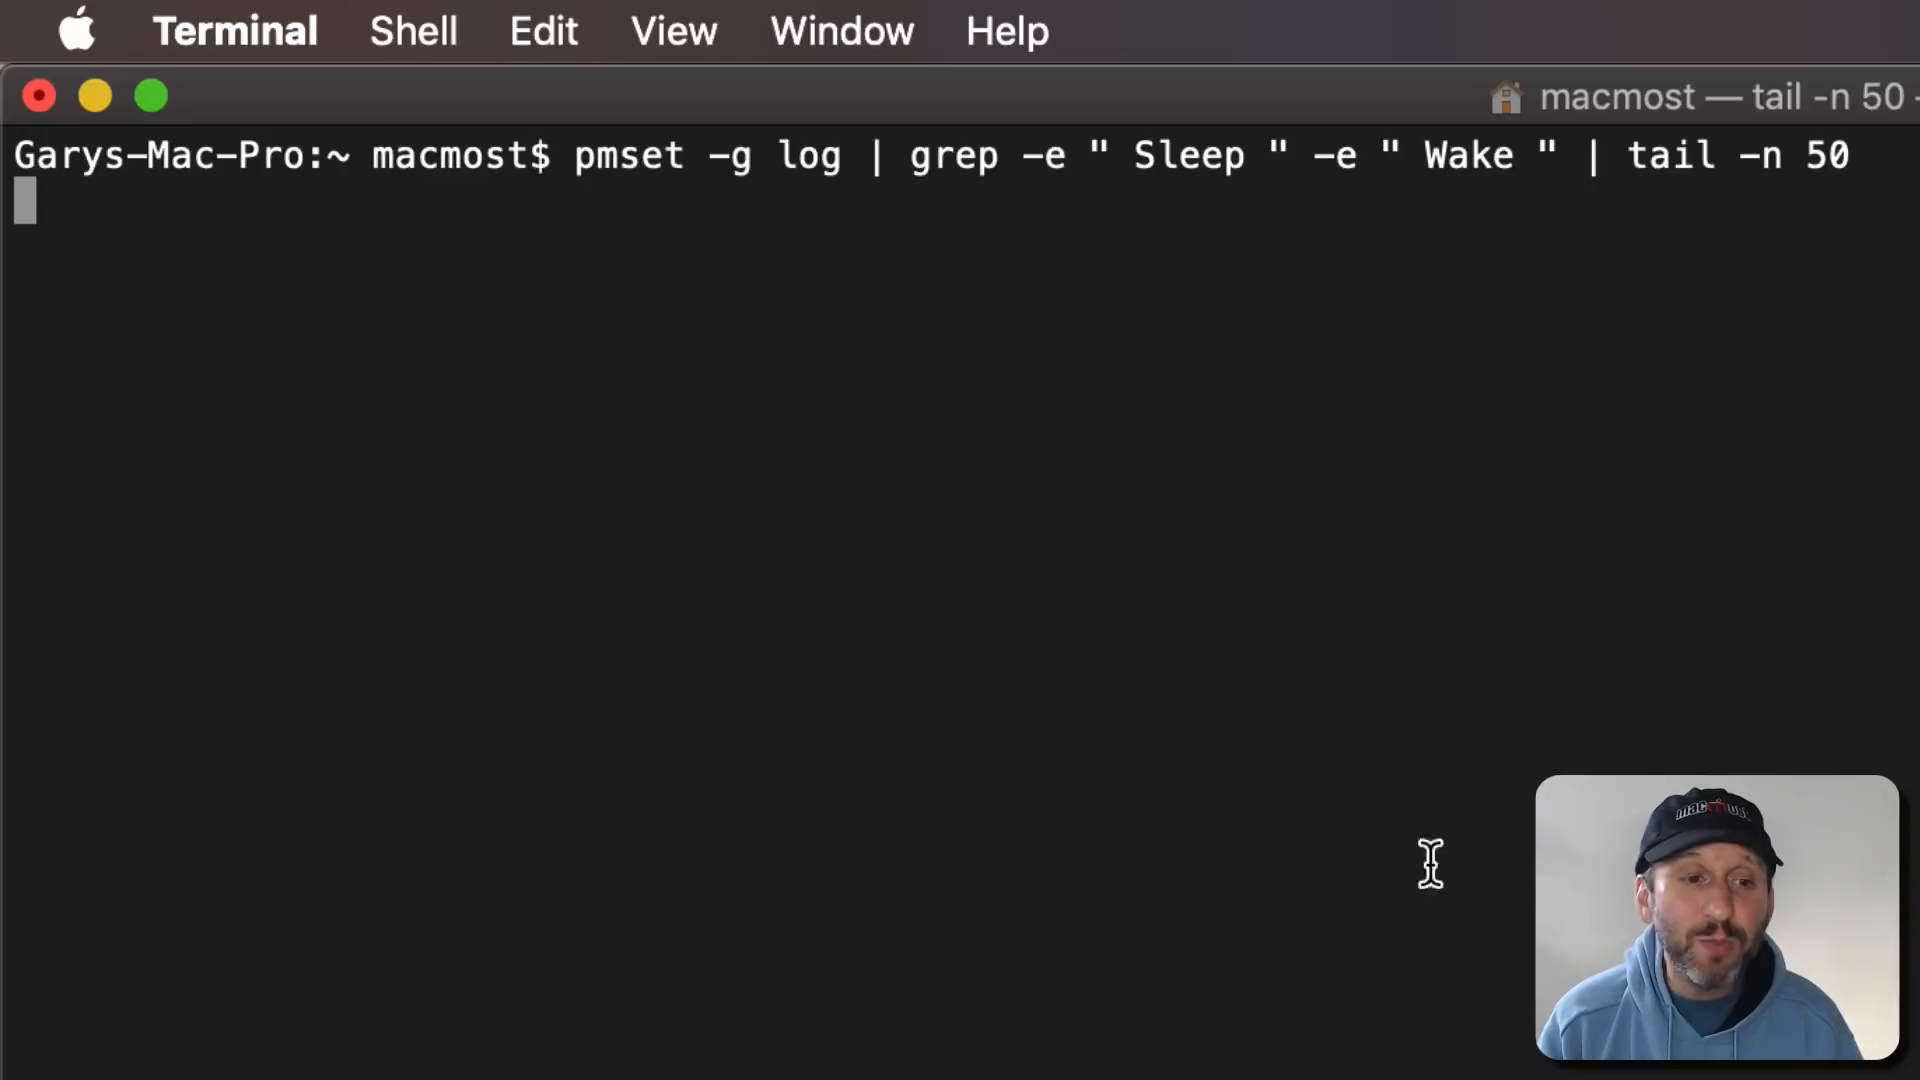 Terminal Shell Edit View Window Help
macmost — tail -n 50
Garys-Mac-Pro:~ macmost$ pmset -g log | grep -e " Sleep " -e " Wake " | tail -n 50
macmost